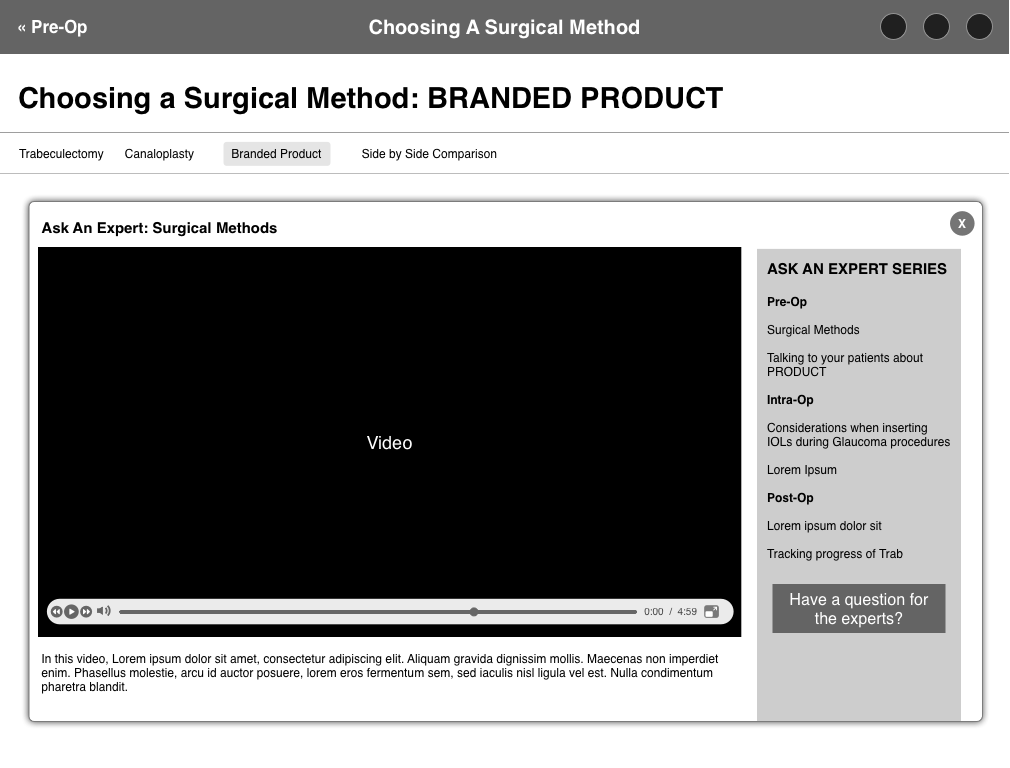 « Pre-Op
Choosing A Surgical Method
Choosing a Surgical Method: BRANDED PRODUCT
Trabeculectomy Canaloplasty Branded Product Side by Side Comparison
Ask An Expert: Surgical Methods
X
Video
0:00 / 4:59
In this video, Lorem ipsum dolor sit amet, consectetur adipiscing elit. Aliquam gravida dignissim mollis. Maecenas non imperdiet
enim. Phasellus molestie, arcu id auctor posuere, lorem eros fermentum sem, sed iaculis nisl ligula vel est. Nulla condimentum
pharetra blandit.
ASK AN EXPERT SERIES
Pre-Op
Surgical Methods
Talking to your patients about
PRODUCT
Intra-Op
Considerations when inserting
IOLs during Glaucoma procedures
Lorem Ipsum
Post-Op
Lorem ipsum dolor sit
Tracking progress of Trab
Have a question for
the experts?